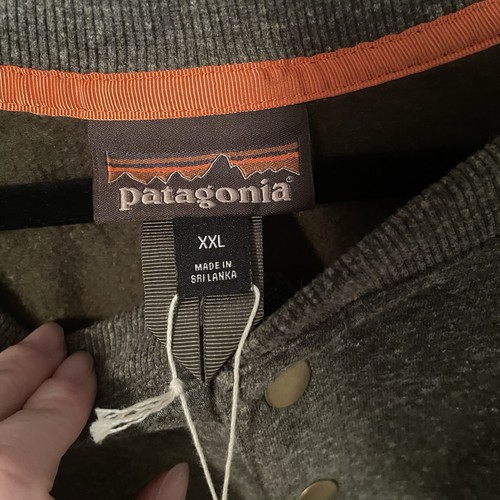 patagonia®
XXL
MADE IN
SRI LANKA